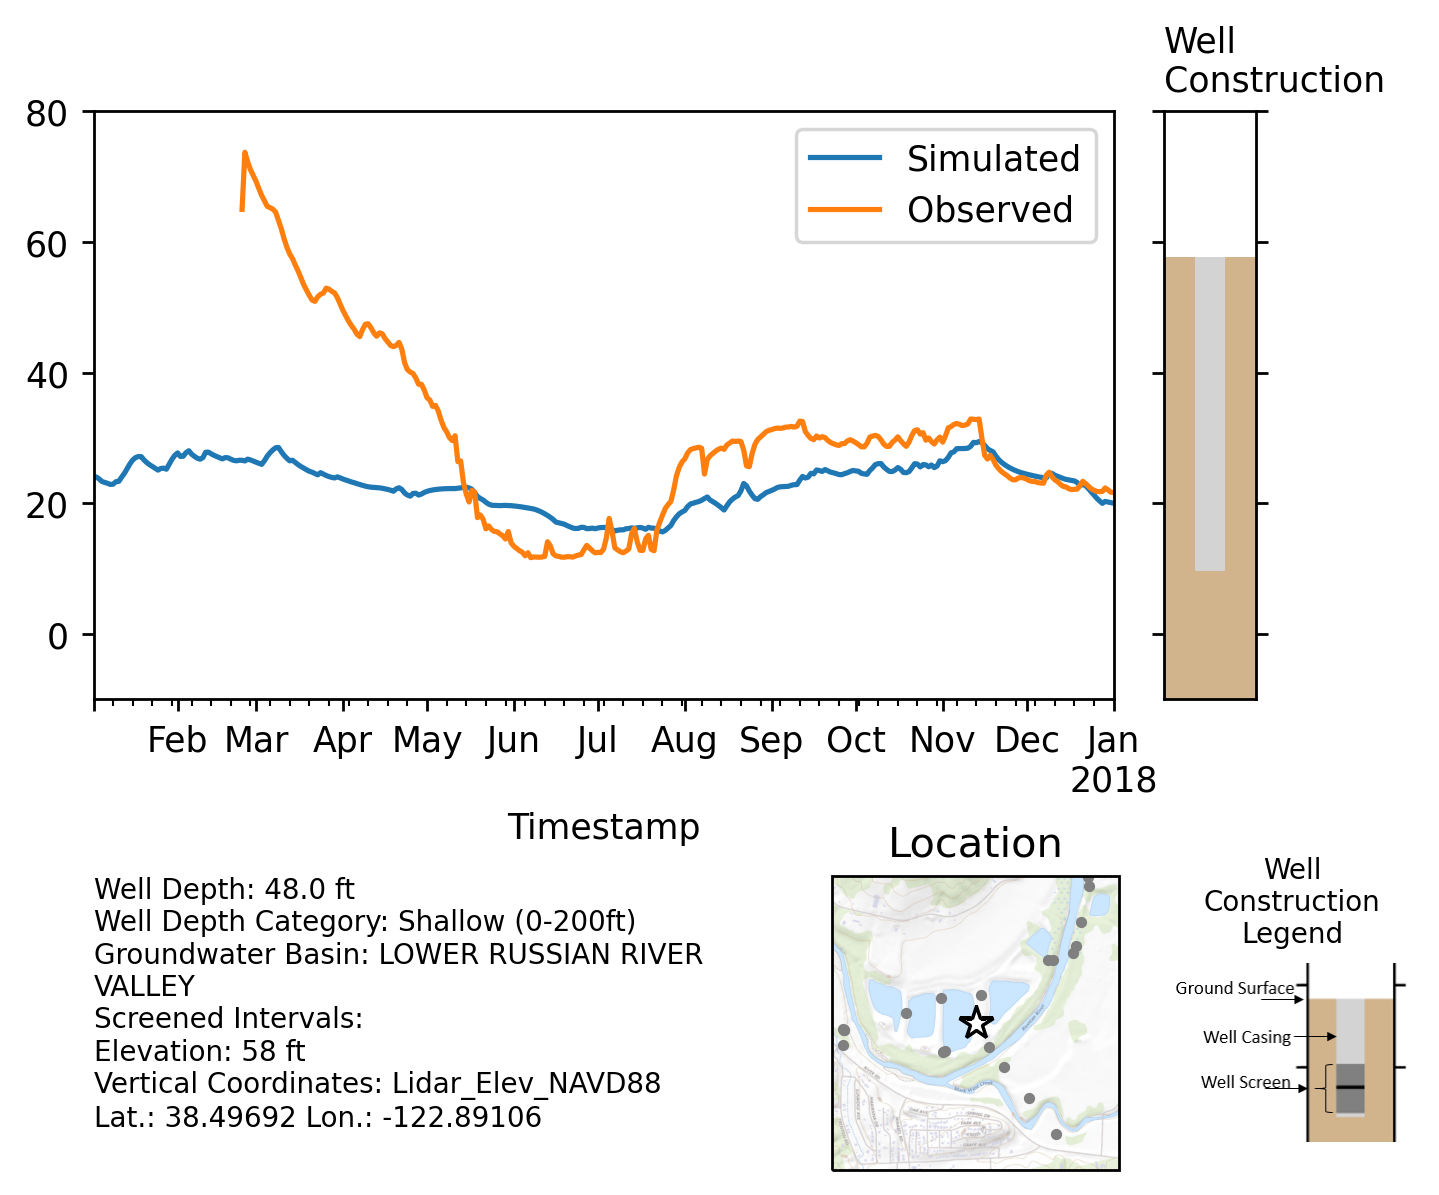 Well
Construction
80
60
40
20
0
Simulated
Observed
Feb Mar Apr May Jun Jul Aug Sep Oct Nov Dec Jan
2018
Timestamp
Well Depth: 48.0 ft
Well Depth Category: Shallow (0-200ft)
Groundwater Basin: LOWER RUSSIAN RIVER
VALLEY
Screened Intervals:
Elevation: 58 ft
Vertical Coordinates: Lidar_Elev_NAVD88
Lat.: 38.49692 Lon.: -122.89106
Location
Well
Construction
Legend
Ground Surface
Well Casing
Well Screen